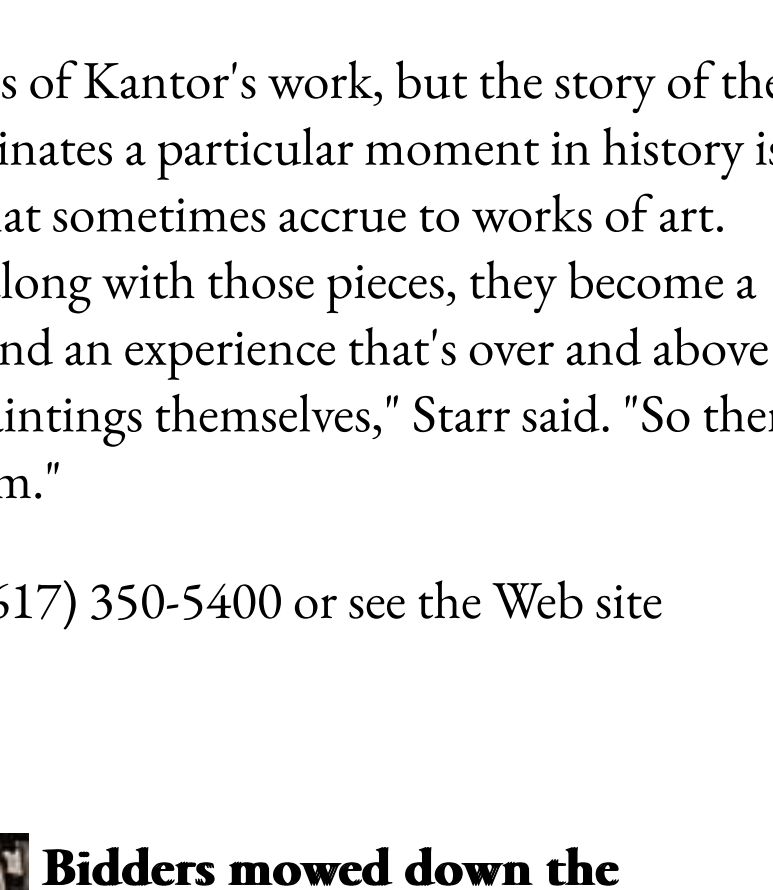 s of Kantor's work, but the story of the
inates a particular moment in history is
at sometimes accrue to works of art.
long with those pieces, they become a
nd an experience that's over and above
intings themselves," Starr said. "So ther
m."
617) 350-5400 or see the Web site
Bidders mowed down the